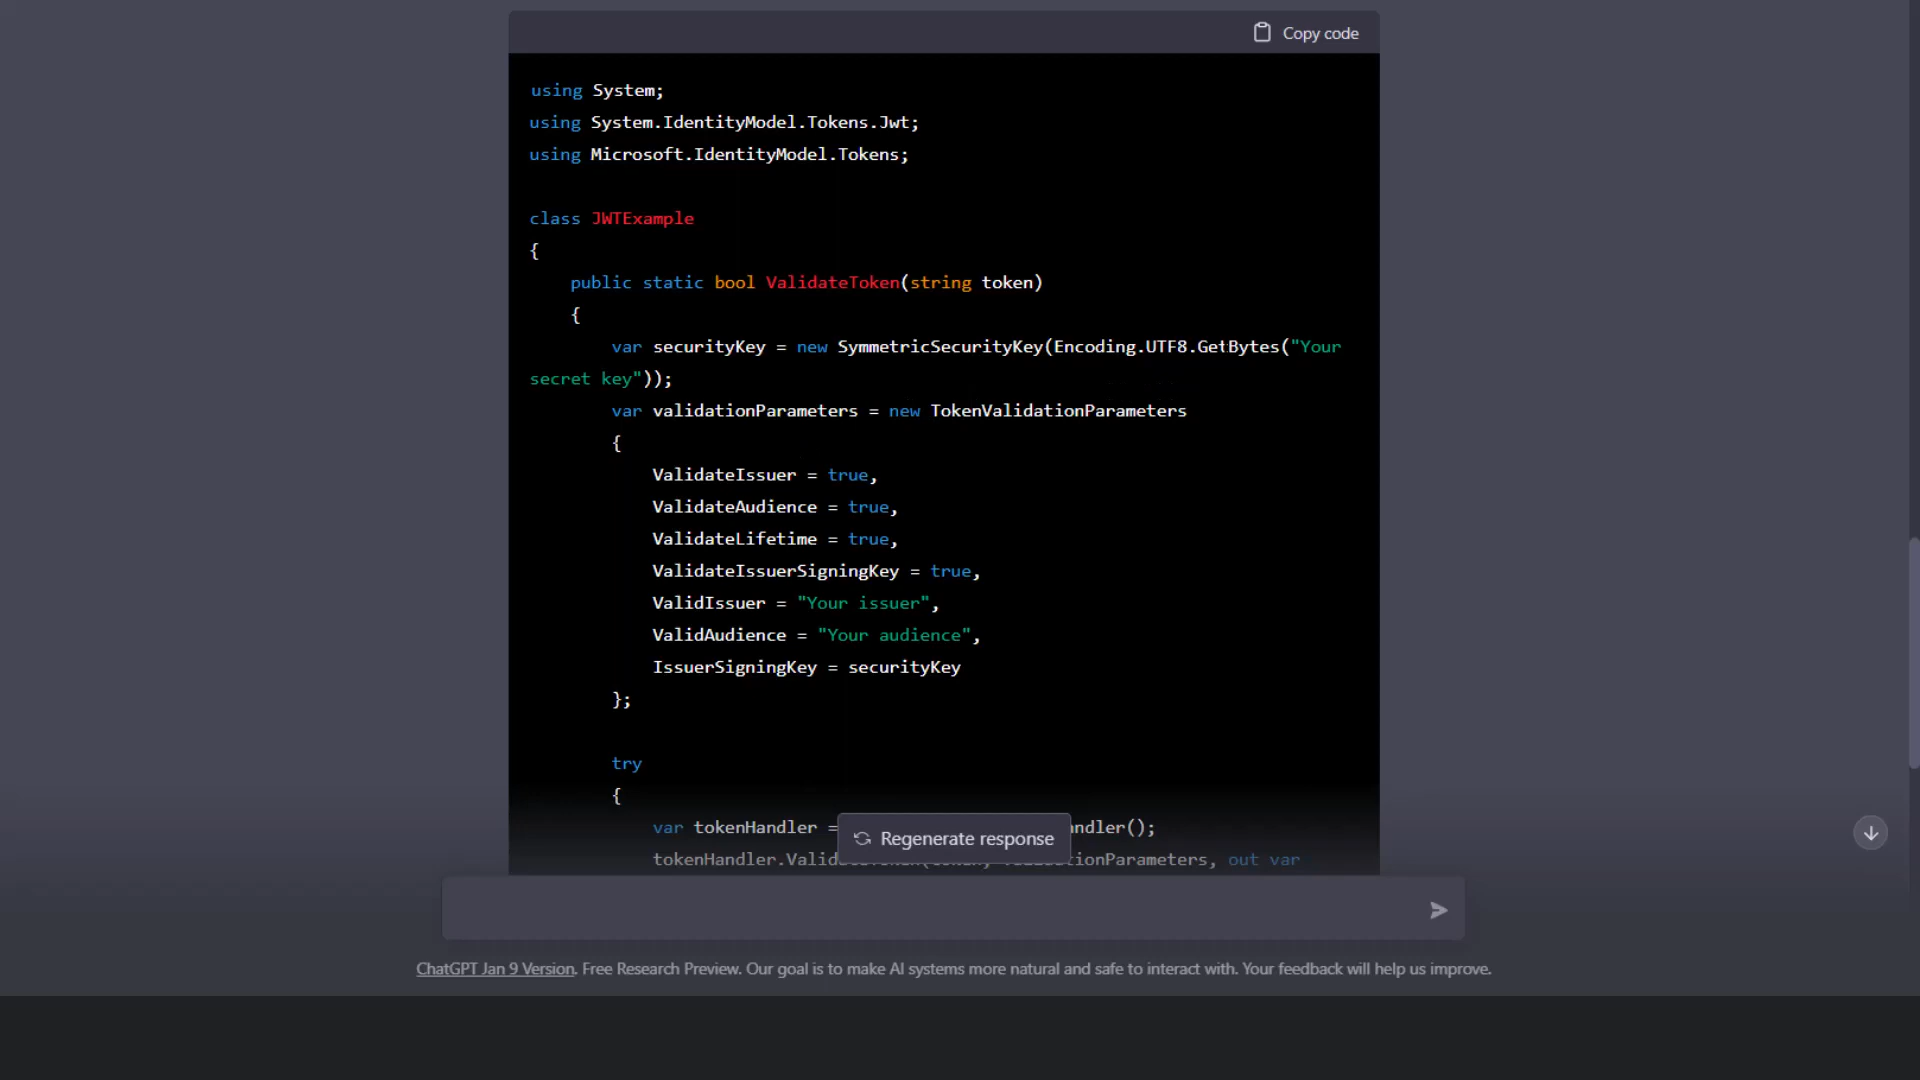 Copy code
using System;
using System.IdentityModel.Tokens.Jwt;
using Microsoft.IdentityModel.Tokens;
class JWTExample
{
public static bool ValidateToken(string token)
{
var securityKey = new SymmetricSecurityKey(Encoding.UTF8.GetBytes("Your
secret key"));
var validationParameters = new TokenValidationParameters
{
ValidateIssuer = true,
ValidateAudience = true,
ValidateLifetime = true,
ValidateIssuerSigningKey = true,
ValidIssuer = "Your issuer",
ValidAudience = "Your audience",
IssuerSigningKey = securityKey
};
try
{
var tokenHandler = ndler();
Regenerate response
tokenHandler. ionParameters, out var
ChatGPT Jan 9 Version. Free Research Preview. Our goal is to make AI systems more natural and safe to interact with. Your feedback will help us improve.